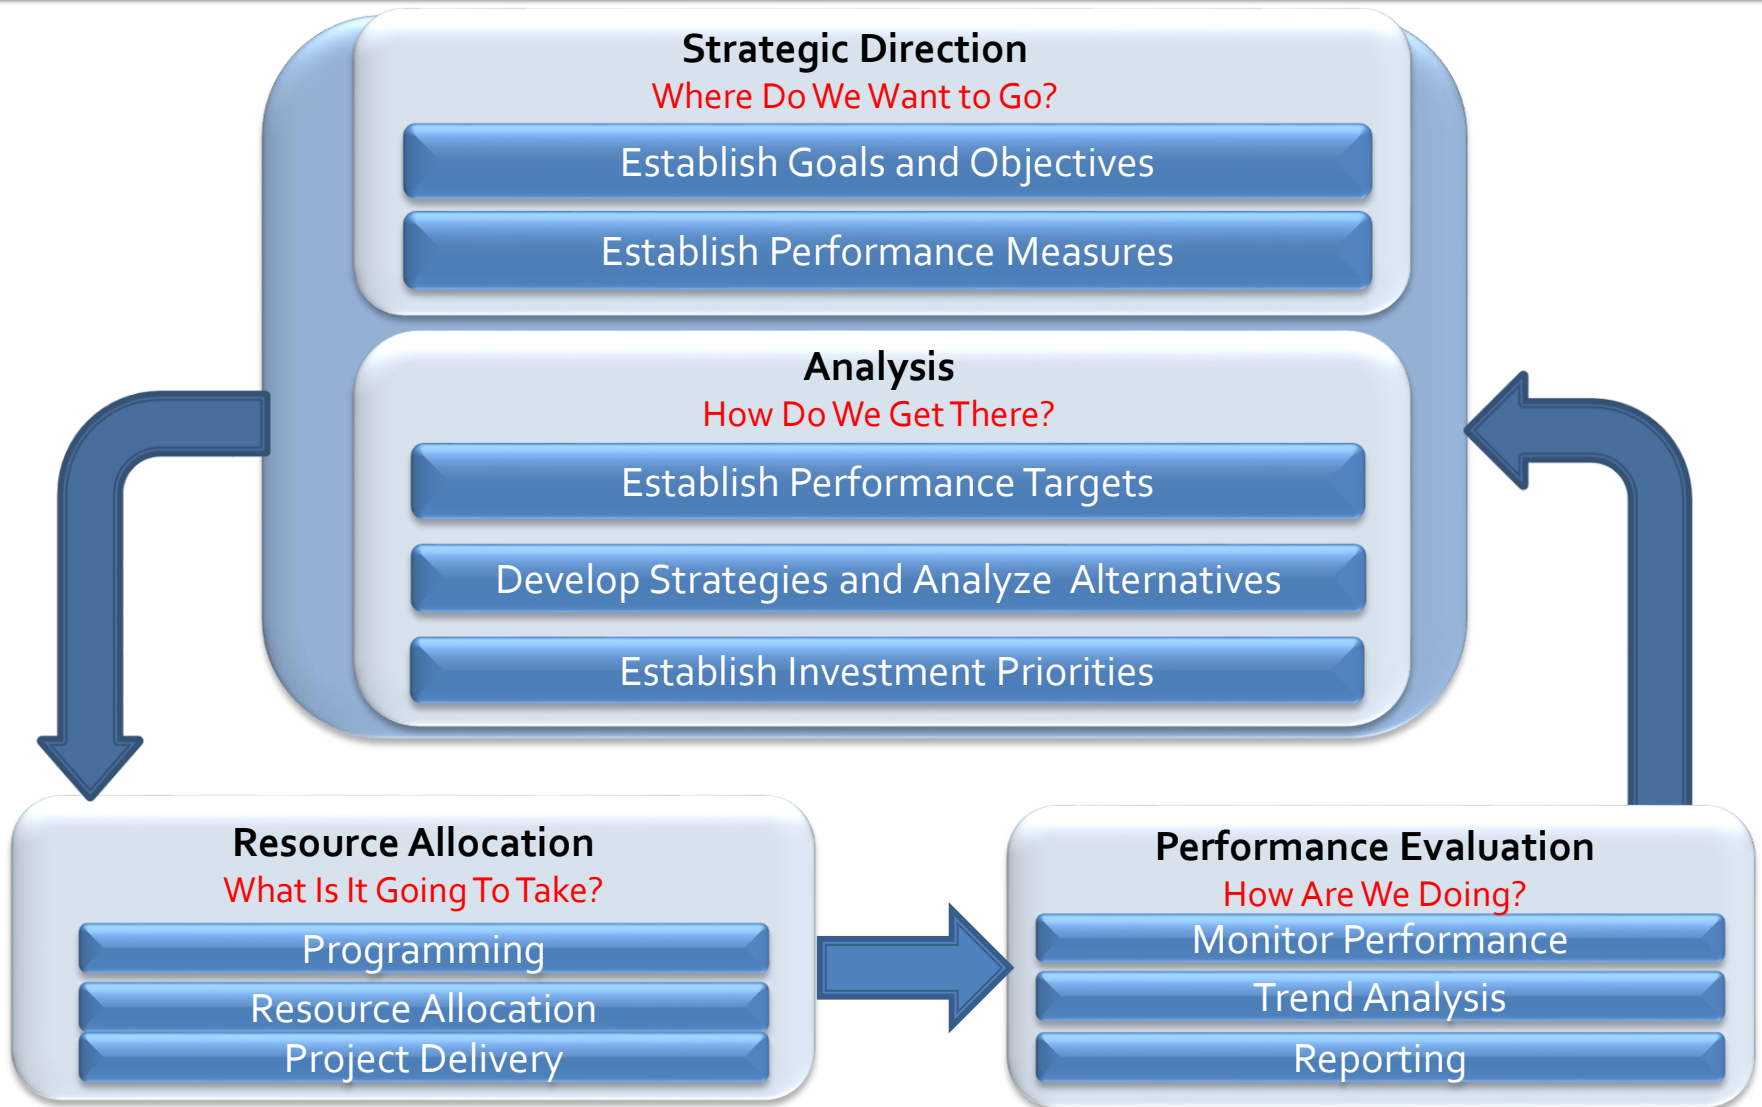 Strategic Direction
Where Do We Want to Go?
Establish Goals and Objectives
Establish Performance Measures
Analysis
How Do We Get There?
Establish Performance Targets
Develop Strategies and Analyze  Alternatives
Establish Investment Priorities
Resource Allocation
What Is It Going To Take?
Programming
Resource Allocation
Project Delivery
Performance Evaluation
How Are We Doing?
Monitor Performance
Trend Analysis
Reporting